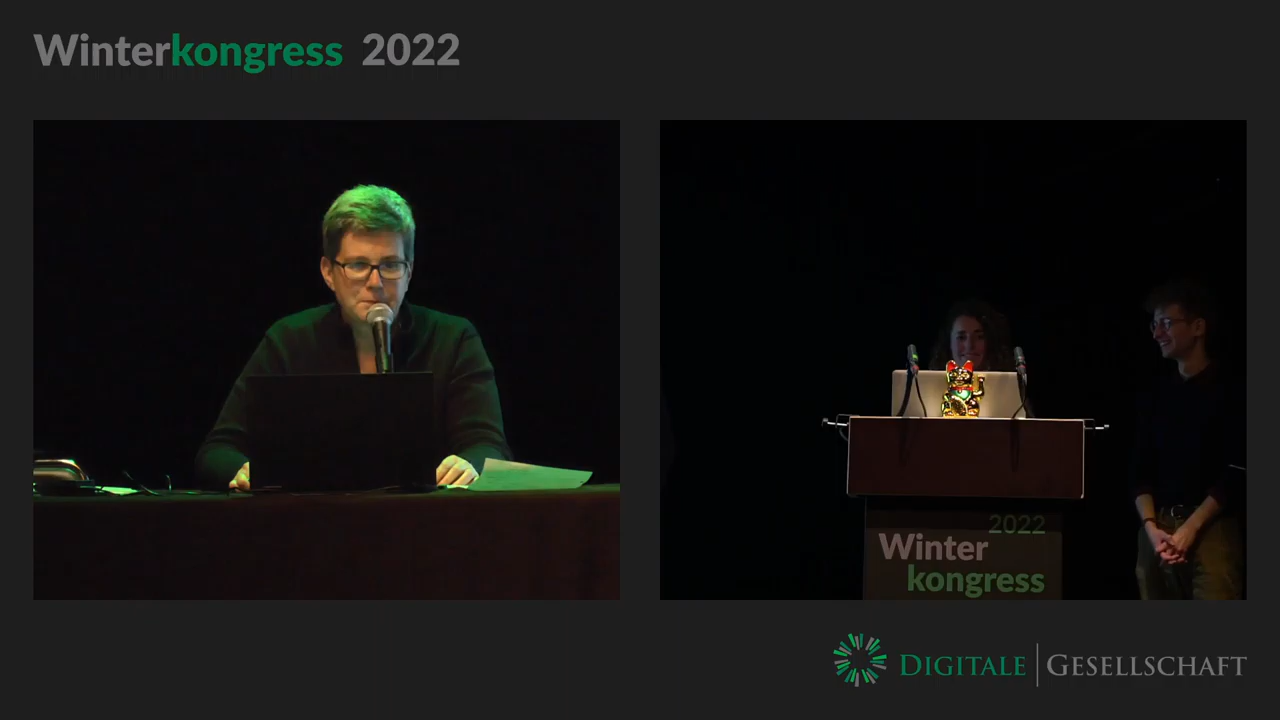 Winterkongress 2022
2022
Winter
kongress
DIGITALE GESELLSCHAFT